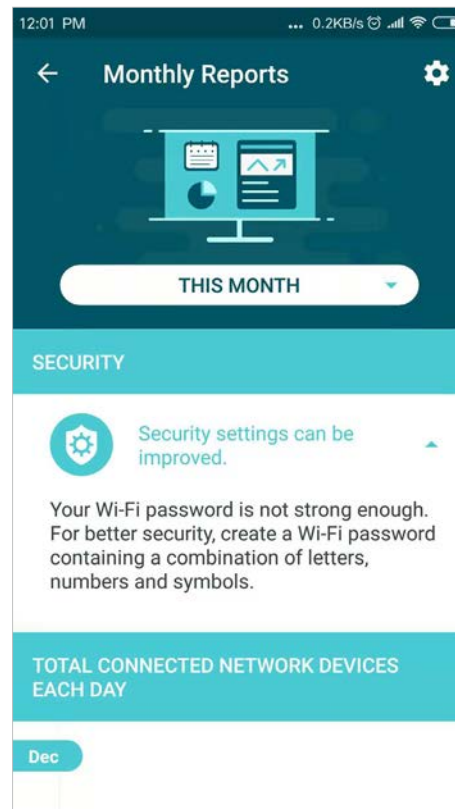 12:01 PM ... 0.2KB/s
Monthly Reports
THIS MONTH
SECURITY
Security settings can be
improved.
Your Wi-Fi password is not strong enough.
For better security, create a Wi-Fi password
containing a combination of letters,
numbers and symbols.
TOTAL CONNECTED NETWORK DEVICES
EACH DAY
Dec